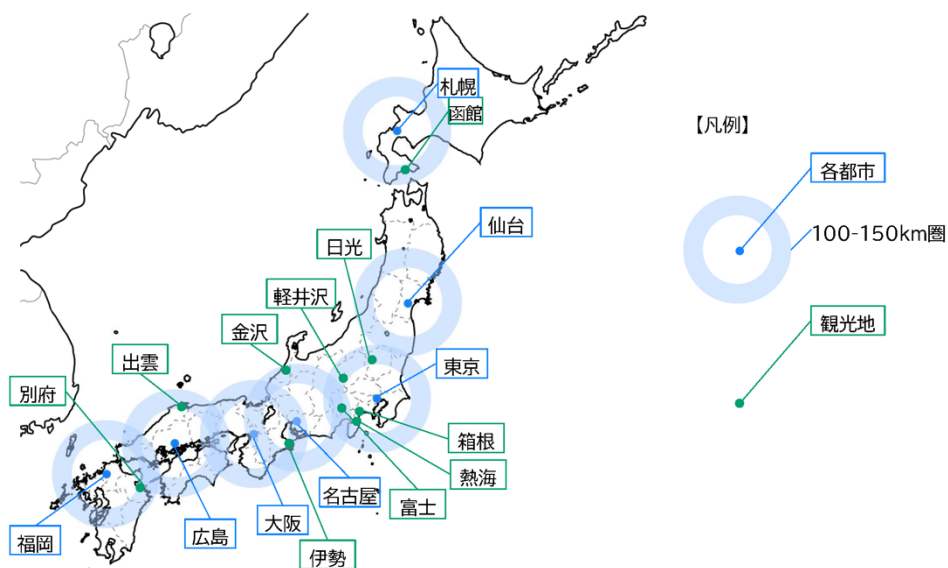 札幌
函館
【凡例】
各都市
仙台
100-150km圏
日光
軽井沢
金沢
観光地
出雲
東京
別府
箱根
熱海
名古屋
富士
大阪
広島
福岡
伊勢